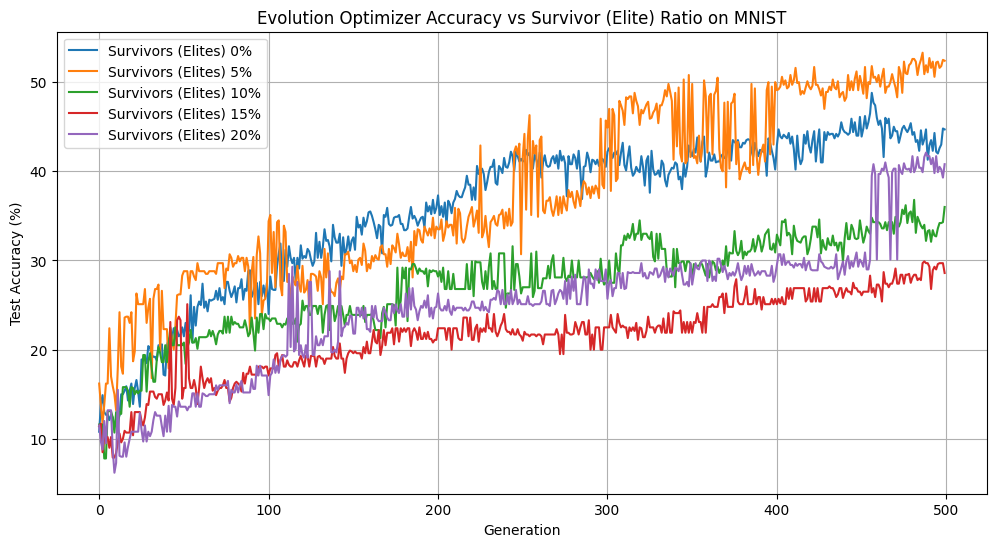 Evolution Optimizer Accuracy vs Survivor (Elite) Ratio on MNIST
Survivors (Elites) 0%
Survivors (Elites) 5%
Survivors (Elites) 10%
Survivors (Elites) 15%
Survivors (Elites) 20%
Test Accuracy (%)
50
40
30
20
10
0
100
200
300
400
500
Generation